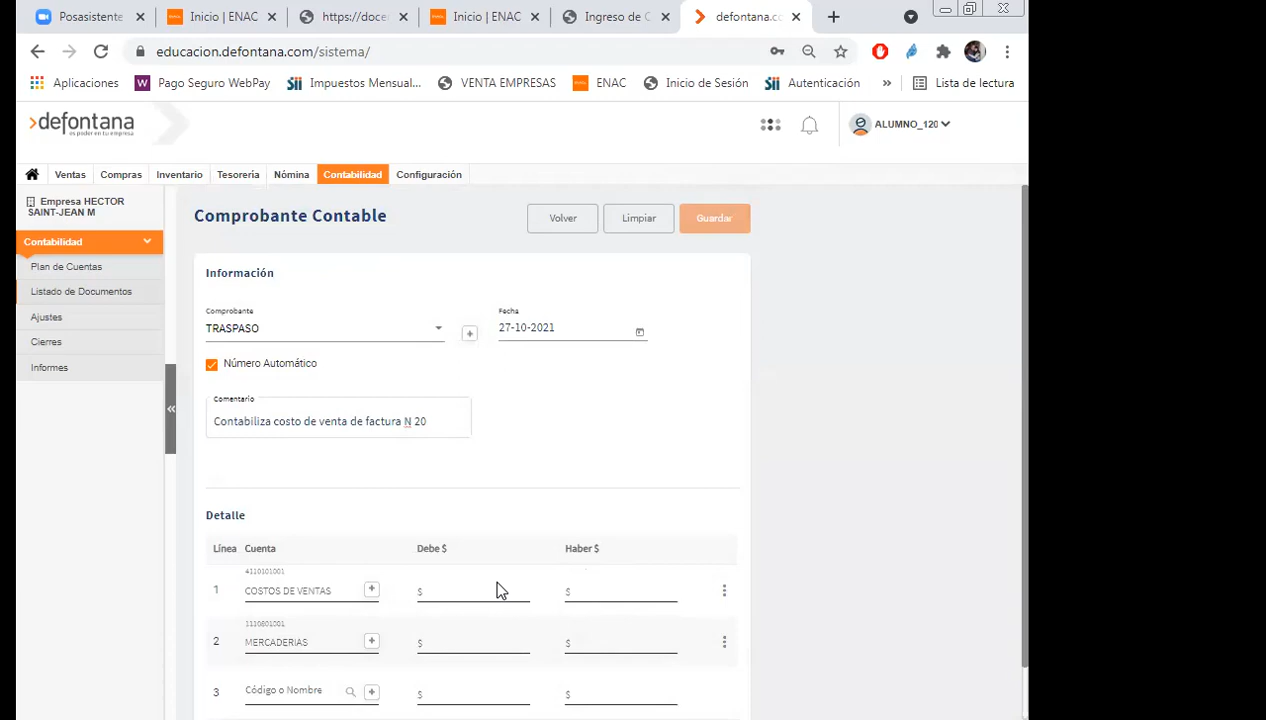 Posasistente
Inicio | ENAC
https://doce
Inicio | ENAC
Ingreso de C
defontana.co
educacion.defontana.com/sistema/
Aplicaciones
Pago Seguro WebPay
Impuestos Mensual...
VENTA EMPRESAS
ENAC
Inicio de Sesión
Autenticación
»
Lista de lectura
defontana
es poder en tu empresa
ALUMNO_120
Ventas
Compras
Inventario
Tesorería
Nómina
Contabilidad
Configuración
Empresa HECTOR
SAINT-JEAN M
Contabilidad
Plan de Cuentas
Listado de Documentos
Ajustes
Cierres
Informes
Comprobante Contable
Volver
Limpiar
Guardar
Información
Comprobante
TRASPASO
Fecha
27-10-2021
Número Automático
Comentario
Contabiliza costo de venta de factura N 20
Detalle
Línea Cuenta Debe $ Haber $
4110101001
1 COSTOS DE VENTAS $ $
1110801001
2 MERCADERIAS $ $
3 Código o Nombre $ $